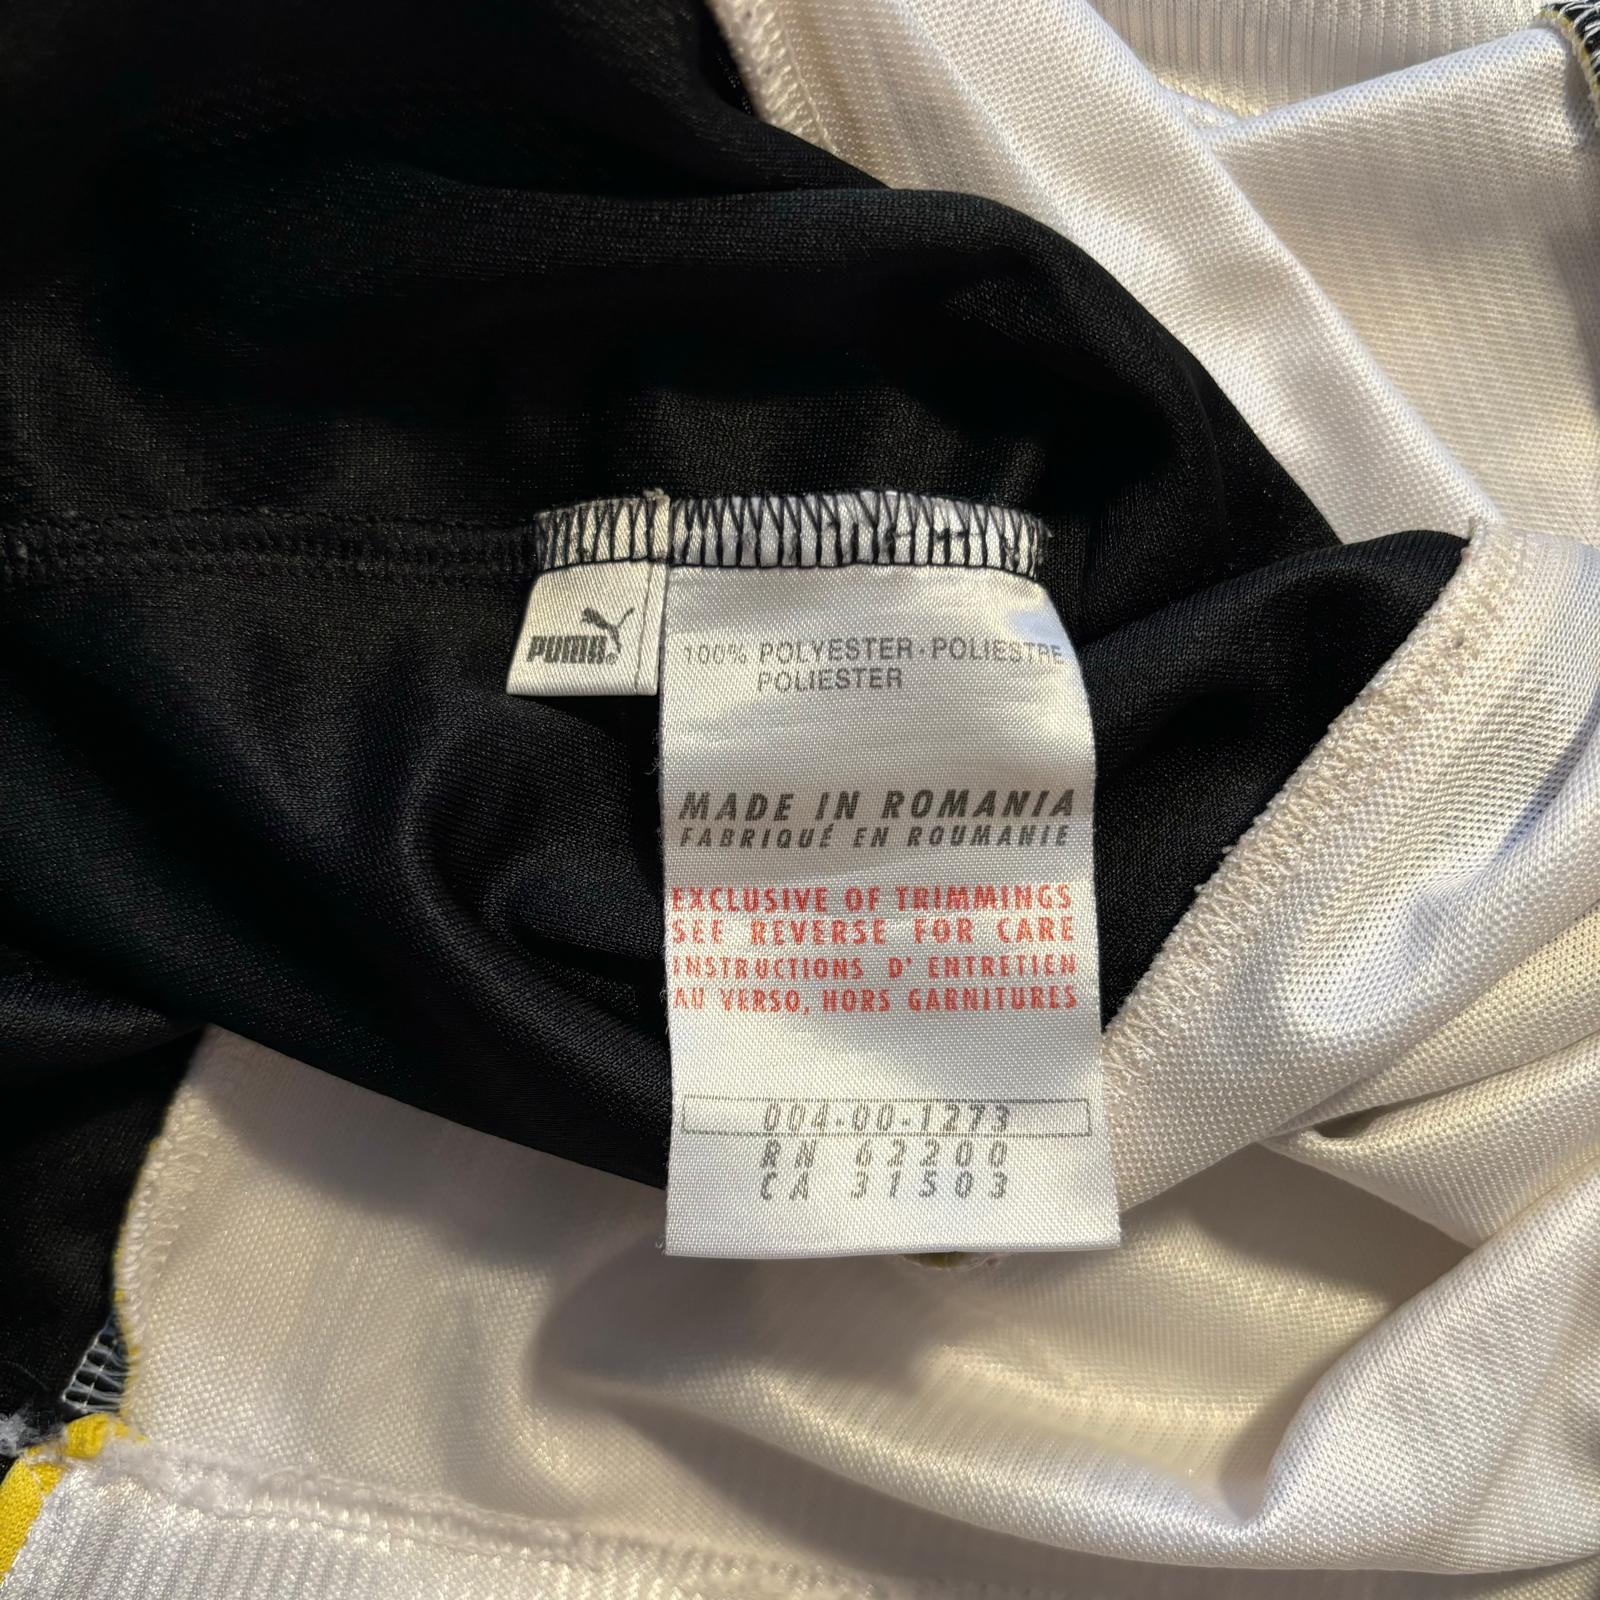 PUMA®
100% POLYESTER·POLIESTRE
POLIESTER
MADE IN ROMANIA
FABRIQUÉ EN ROUMANIE
EXCLUSIVE OF TRIMMINGS
SEE REVERSE FOR CARE
INSTRUCTIONS D' ENTRETIEN
AU VERSO, HORS GARNITURES
004-00-1273
RN 62200
CA 31503